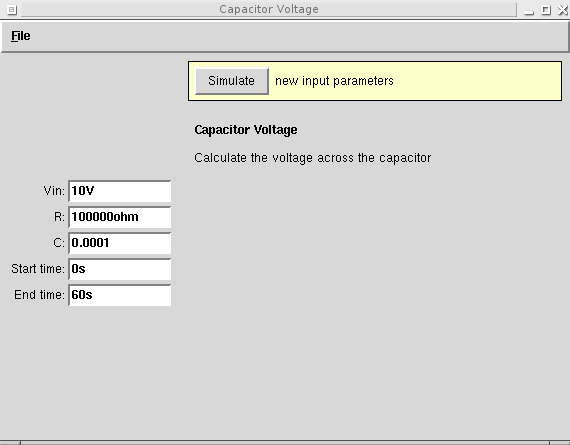 Capacitor Voltage
File
Simulate new input parameters
Capacitor Voltage
Calculate the voltage across the capacitor
Vin: 10V
R: 100000ohm
C: 0.0001
Start time: 0s
End time: 60s